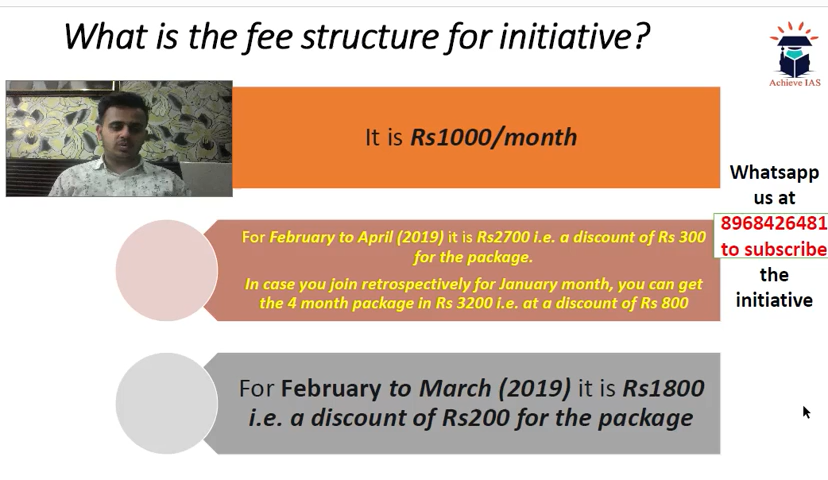 What is the fee structure for initiative?
Achieve IAS
It is Rs1000/month
For February to April (2019) it is Rs2700 i.e. a discount of Rs 300
for the package.
In case you join retrospectively for January month, you can get
the 4 month package in Rs 3200 i.e. at a discount of Rs 800
For February to March (2019) it is Rs1800
i.e. a discount of Rs200 for the package
Whatsapp
us at
8968426481
to subscribe
the
initiative